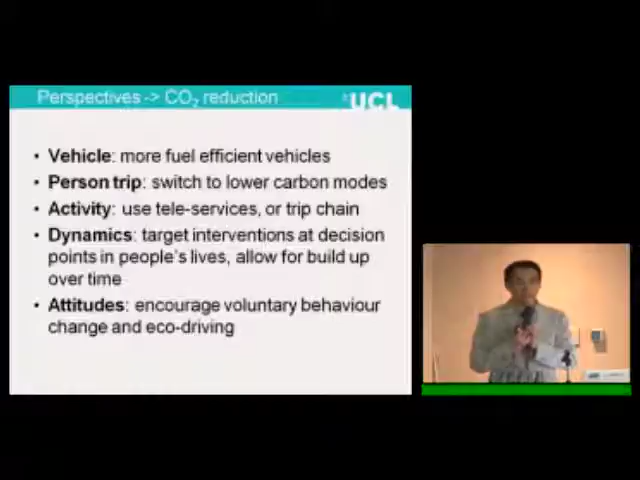 Perspectives -> CO₂ reduction
UCL
• Vehicle: more fuel efficient vehicles
• Person trip: switch to lower carbon modes
• Activity: use tele-services, or trip chain
• Dynamics: target interventions at decision
points in people's lives, allow for build up
over time
• Attitudes: encourage voluntary behaviour
change and eco-driving